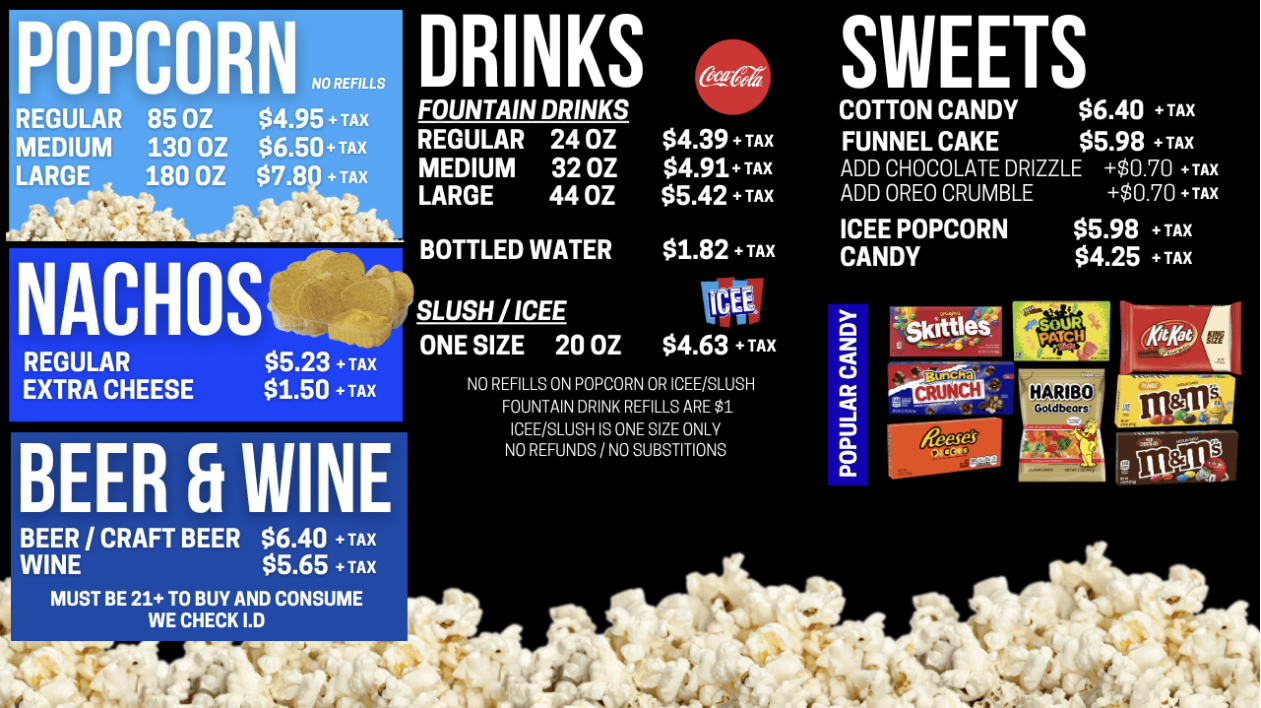 POPCORN
NO REFILLS
REGULAR 85 OZ $4.95 + TAX
MEDIUM 130 OZ $6.50 + TAX
LARGE 180 OZ $7.80 + TAX
NACHOS
REGULAR $5.23 + TAX
EXTRA CHEESE $1.50 + TAX
BEER & WINE
BEER / CRAFT BEER $6.40 + TAX
WINE $5.65 + TAX
MUST BE 21+ TO BUY AND CONSUME
WE CHECK I.D
DRINKS
Coca-Cola
FOUNTAIN DRINKS
REGULAR 24 OZ $4.39 + TAX
MEDIUM 32 OZ $4.91 + TAX
LARGE 44 OZ $5.42 + TAX
BOTTLED WATER $1.82 + TAX
SLUSH / ICEE
ICEE
ONE SIZE 20 OZ $4.63 + TAX
NO REFILLS ON POPCORN OR ICEE/SLUSH
FOUNTAIN DRINK REFILLS ARE $1
ICEE/SLUSH IS ONE SIZE ONLY
NO REFUNDS / NO SUBSTITIONS
SWEETS
COTTON CANDY $6.40 + TAX
FUNNEL CAKE $5.98 + TAX
ADD CHOCOLATE DRIZZLE +$0.70 + TAX
ADD OREO CRUMBLE +$0.70 + TAX
ICEE POPCORN $5.98 + TAX
CANDY $4.25 + TAX
POPULAR CANDY
Skittles
SOUR
PATCH
KitKat
KING
SIZE
Buncha
CRUNCH
HARIBO
Goldbears
PEANUT
m&m's
Reese's
PIECES
m&m's